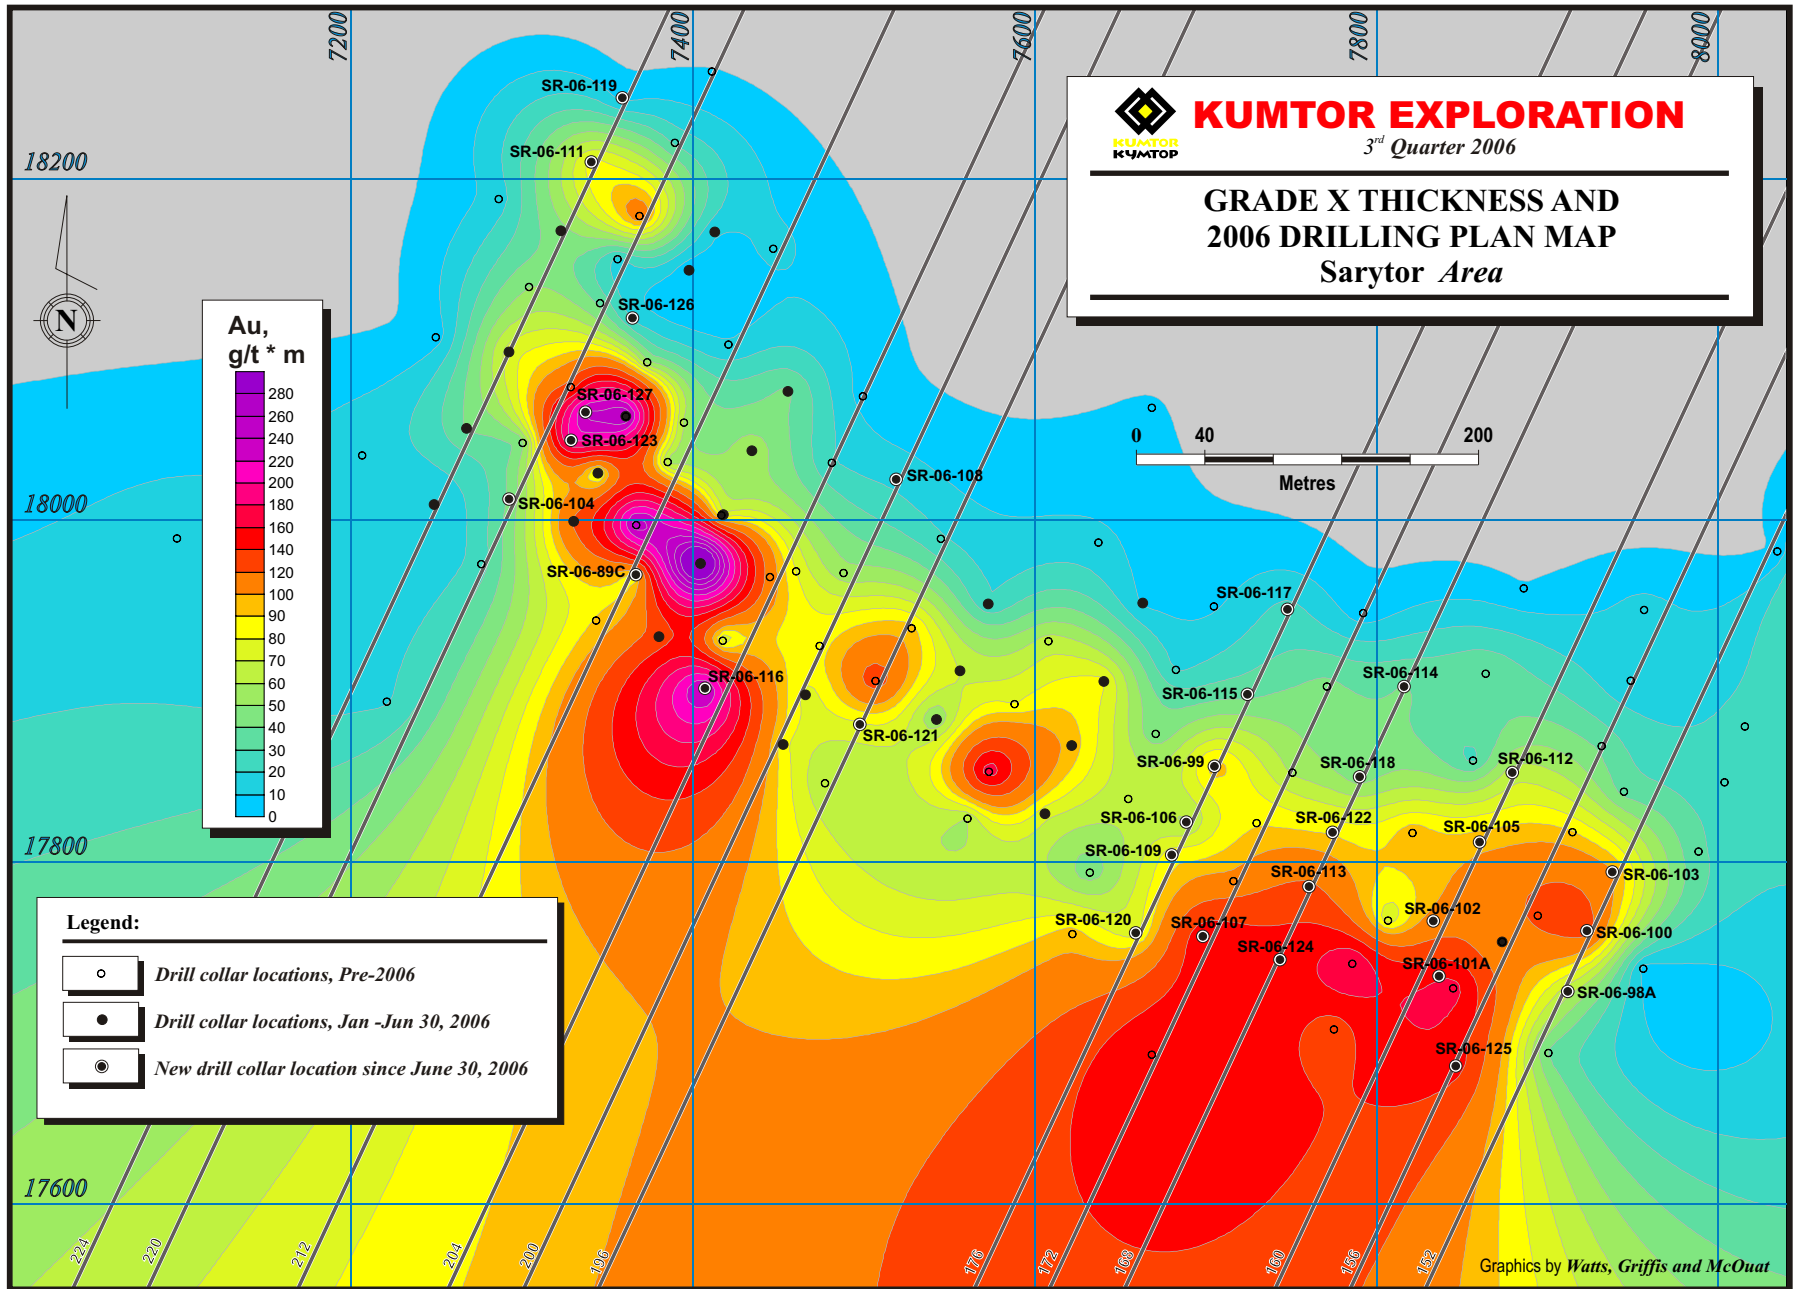 7200
7400
7600
7800
8000
KUMTOR
КУМТОР
KUMTOR EXPLORATION
3rd Quarter 2006
GRADE X THICKNESS AND
2006 DRILLING PLAN MAP
Sarytor Area
SR-06-119
SR-06-111
18200
N
SR-06-126
Au,
g/t * m
280
260
240
220
200
180
160
140
120
100
90
80
70
60
50
40
30
20
10
0
SR-06-127
SR-06-123
0
40
200
Metres
SR-06-108
SR-06-104
18000
SR-06-89C
SR-06-117
SR-06-116
SR-06-115
SR-06-114
SR-06-121
SR-06-99
SR-06-118
SR-06-112
SR-06-106
SR-06-122
SR-06-105
17800
SR-06-109
SR-06-113
SR-06-103
SR-06-120
SR-06-107
SR-06-102
SR-06-100
SR-06-124
SR-06-101A
SR-06-98A
SR-06-125
Legend:
Drill collar locations, Pre-2006
Drill collar locations, Jan -Jun 30, 2006
New drill collar location since June 30, 2006
17600
224
220
212
204
200
196
176
172
168
160
156
152
Graphics by Watts, Griffis and McOuat